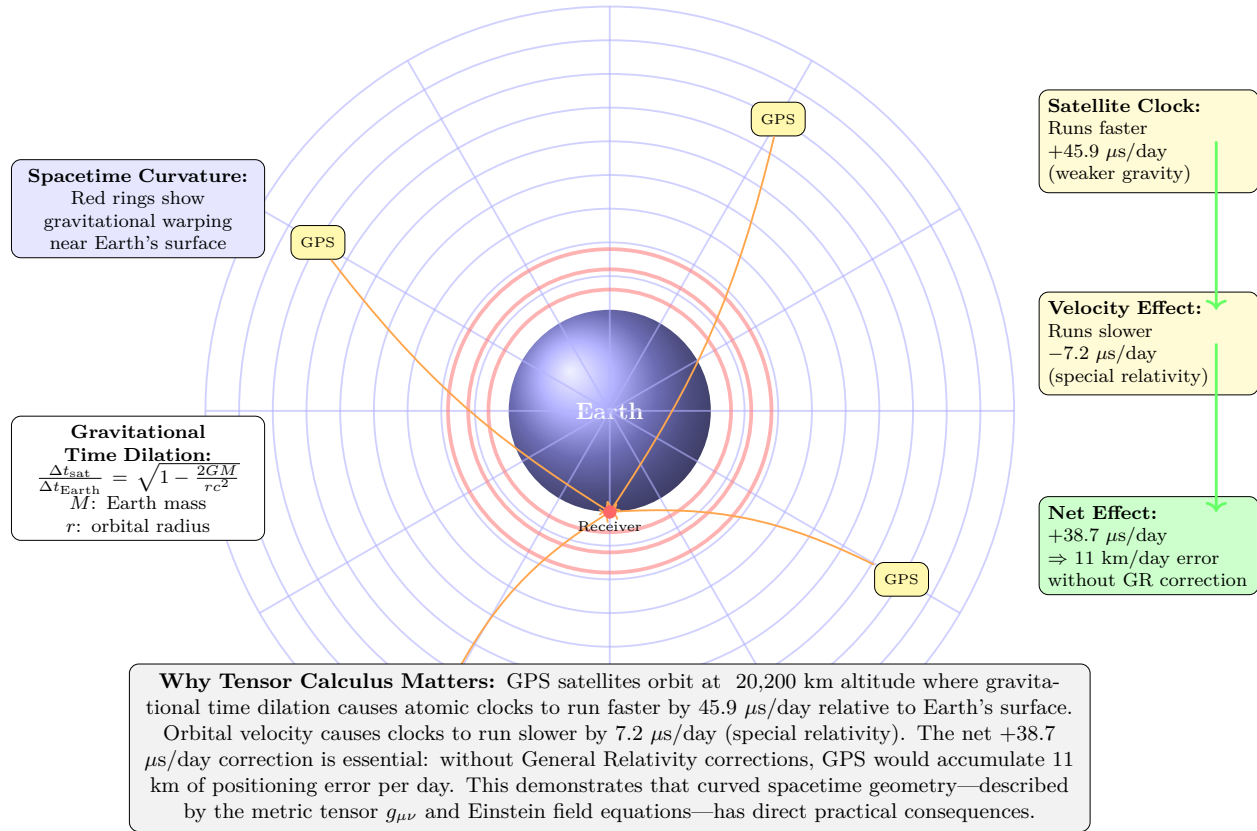 GPS
Satellite Clock:
Runs faster
+45.9 μs/day
(weaker gravity)
Spacetime Curvature:
Red rings show
gravitational warping
near Earth's surface
GPS
Velocity Effect:
Runs slower
−7.2 μs/day
(special relativity)
Earth
Gravitational
Time Dilation:
Δt_sat/Δt_Earth = √(1 − 2GM/rc²)
M: Earth mass
r: orbital radius
Receiver
GPS
Net Effect:
+38.7 μs/day
⇒ 11 km/day error
without GR correction
Why Tensor Calculus Matters: GPS satellites orbit at 20,200 km altitude where gravita-
tional time dilation causes atomic clocks to run faster by 45.9 μs/day relative to Earth's surface.
Orbital velocity causes clocks to run slower by 7.2 μs/day (special relativity). The net +38.7
μs/day correction is essential: without General Relativity corrections, GPS would accumulate 11
km of positioning error per day. This demonstrates that curved spacetime geometry—described
by the metric tensor g_μν and Einstein field equations—has direct practical consequences.